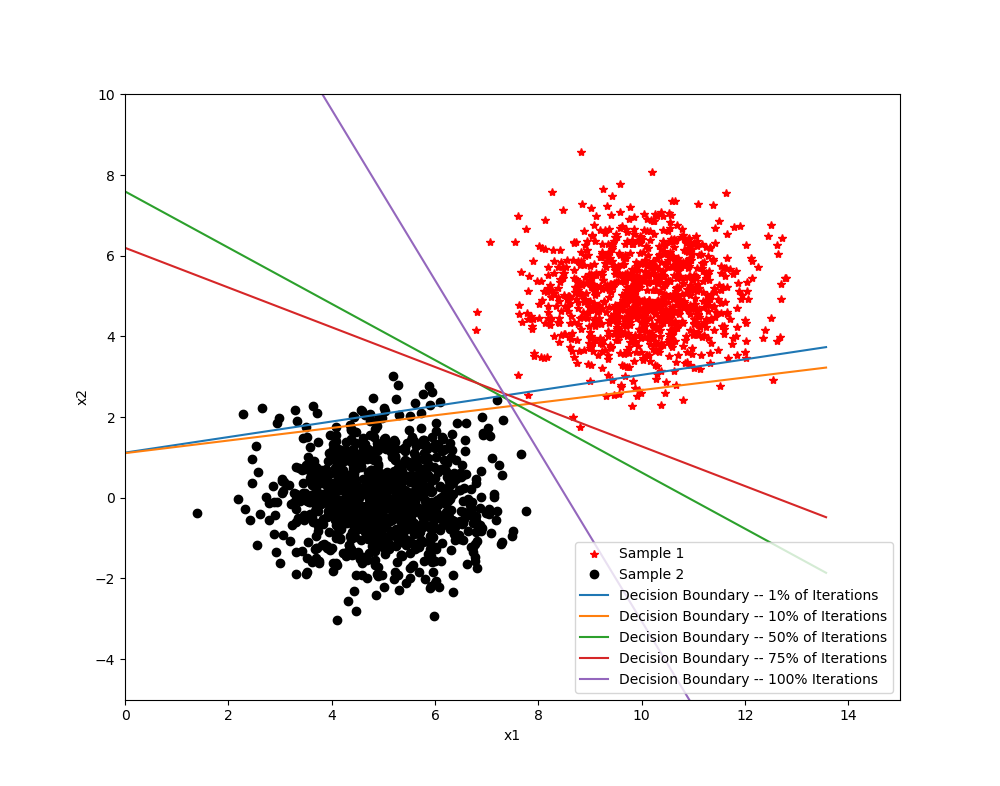 10
8
6
4
2
0
−2
−4
x2
0
2
4
6
8
10
12
14
x1
Sample 1
Sample 2
Decision Boundary -- 1% of Iterations
Decision Boundary -- 10% of Iterations
Decision Boundary -- 50% of Iterations
Decision Boundary -- 75% of Iterations
Decision Boundary -- 100% Iterations